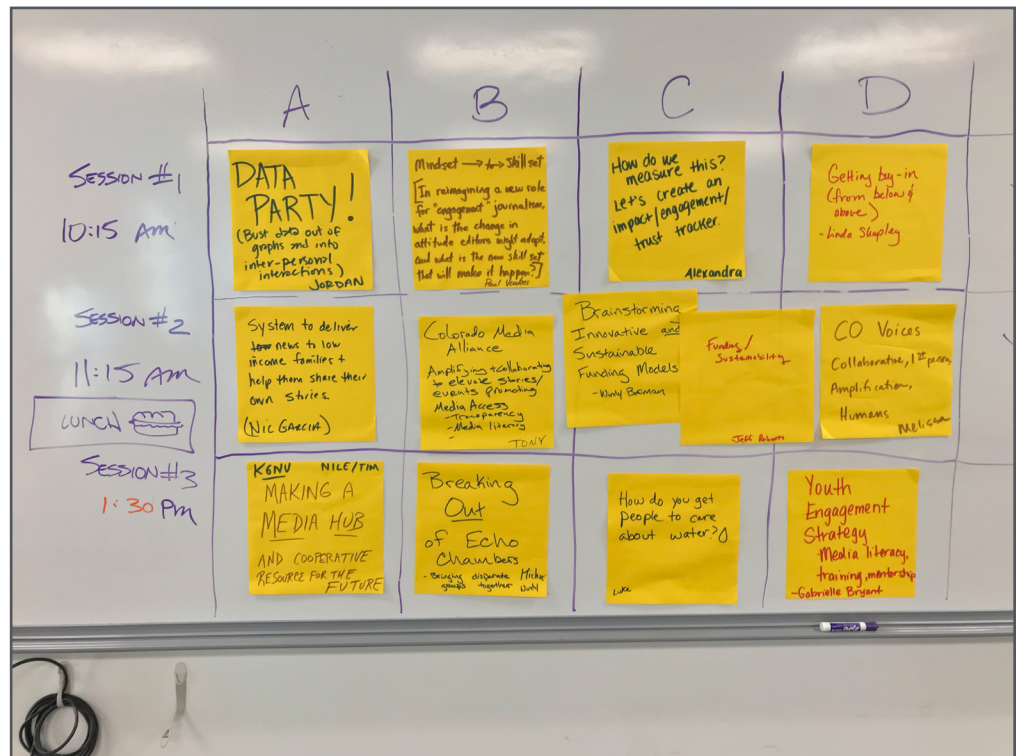 A
B
C
D
SESSION #1
10:15 AM
DATA
PARTY!
(Bust data out of
graphs and into
inter-personal
interactions)
JORDAN
Mindset → → Skill set
[In reimagining a new role
for "engagement" journalism,
what is the change in
attitude editors might adopt,
and what is the new skill set
that will make it happen?]
Paul
How do we
measure this?
Let's create an
impact/engagement/
trust tracker.
Alexandra
Getting buy-in
(from below &
above)
-Linda Shapley
SESSION #2
11:15 AM
LUNCH
System to deliver
news to low
income families +
help them share their
own stories.
(NIC GARCIA)
Colorado Media
Alliance
Amplifying + collaborating
to elevate stories/
events promoting
Media Access
- Transparency
- Media literacy
-
TONY
Brainstorming
Innovative and
Sustainable
Funding Models
-Windy Borman
Funding/
Sustainability
Jeff Roberts
CO Voices
Collaborative, 1st person,
Amplification,
Humans
Melissa
SESSION #3
1:30 PM
KGNU NILE/TIM
MAKING A
MEDIA HUB
AND COOPERATIVE
RESOURCE FOR THE
FUTURE
Breaking
Out
of Echo
Chambers
- Bringing disparate
groups together
Windy
How do you get
people to care
about water?
Luke
Youth
Engagement
Strategy
-Media literacy,
training, mentorship
-Gabrielle Bryant